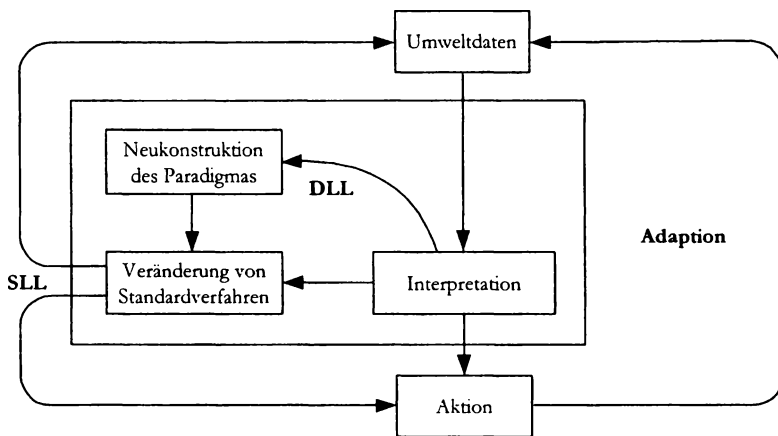 Umweltdaten
Neukonstruktion
des Paradigmas
DLL
Adaption
SLL
Veränderung von
Standardverfahren
Interpretation
Aktion